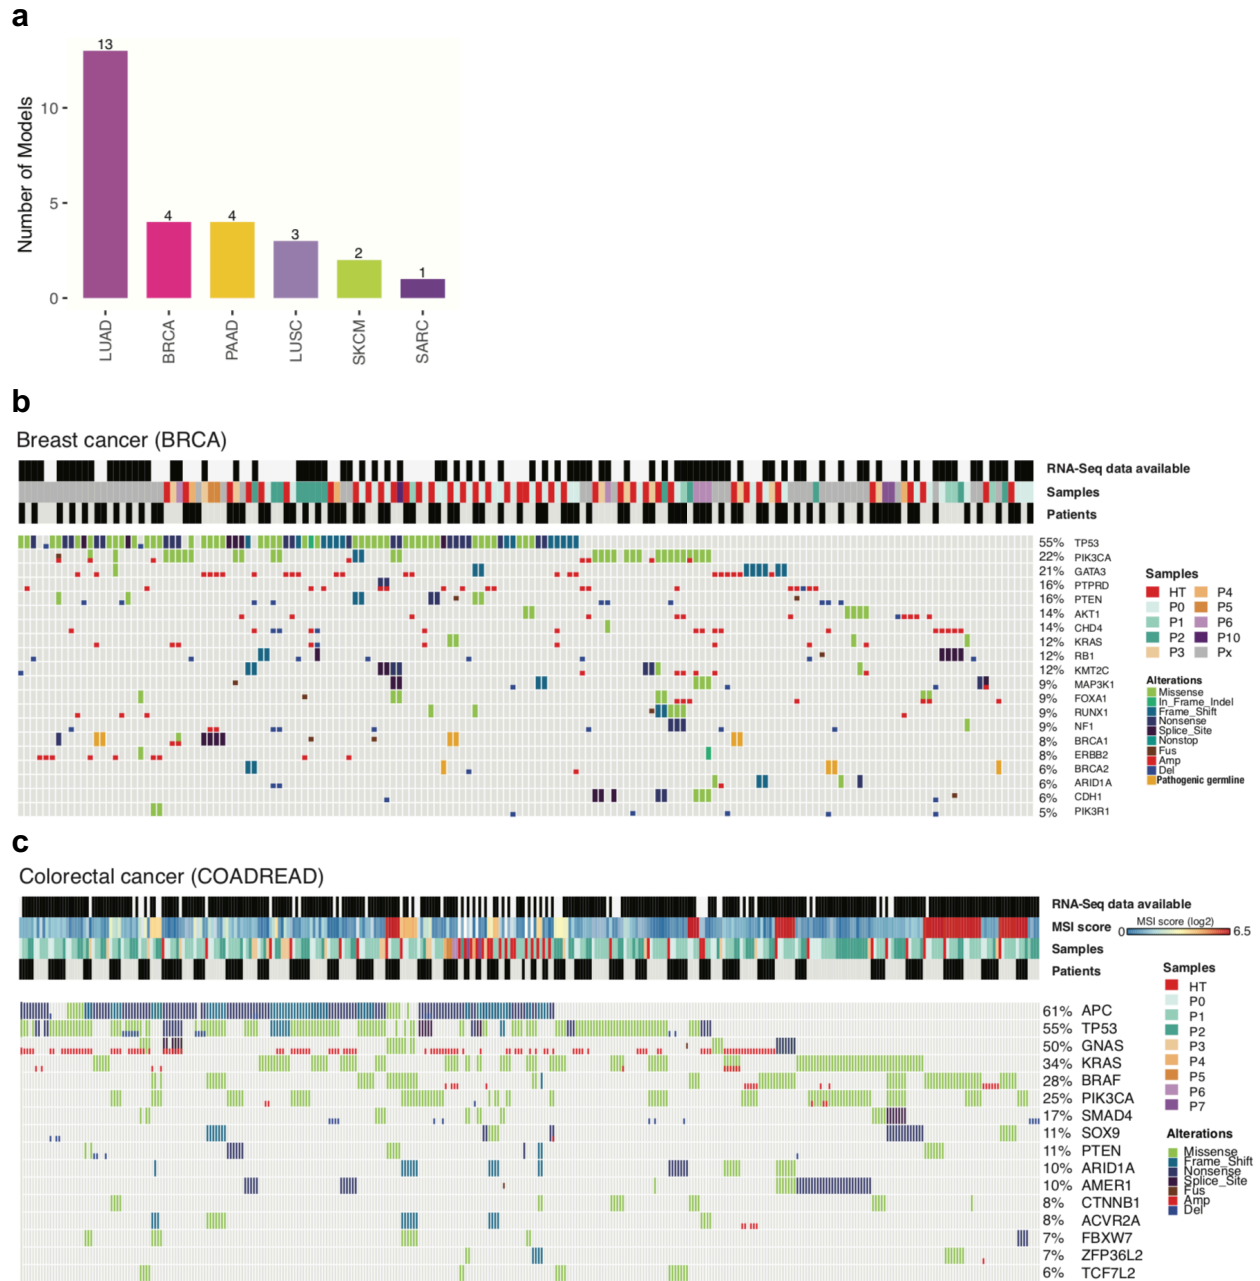 a
Number of Models
10
5
0
13
4
4
3
2
1
LUAD
BRCA
PAAD
LUSC
SKCM
SARC
b
Breast cancer (BRCA)
RNA-Seq data available
Samples
Patients
55% TP53
22% PIK3CA
21% GATA3
16% PTPRD
16% PTEN
14% AKT1
14% CHD4
12% KRAS
12% RB1
12% KMT2C
9% MAP3K1
9% FOXA1
9% RUNX1
9% NF1
8% BRCA1
8% ERBB2
6% BRCA2
6% ARID1A
6% CDH1
5% PIK3R1
Samples
HT P4
P0 P5
P1 P6
P2 P10
P3 Px
Alterations
Missense
In_Frame_Indel
Frame_Shift
Nonsense
Splice_Site
Nonstop
Fus
Amp
Del
Pathogenic germline
c
Colorectal cancer (COADREAD)
RNA-Seq data available
MSI score
MSI score (log2)
0 6.5
Samples
Patients
61% APC
55% TP53
50% GNAS
34% KRAS
28% BRAF
25% PIK3CA
17% SMAD4
11% SOX9
11% PTEN
10% ARID1A
10% AMER1
8% CTNNB1
8% ACVR2A
7% FBXW7
7% ZFP36L2
6% TCF7L2
Samples
HT
P0
P1
P2
P3
P4
P5
P6
P7
Alterations
Missense
Frame_Shift
Nonsense
Splice_Site
Fus
Amp
Del